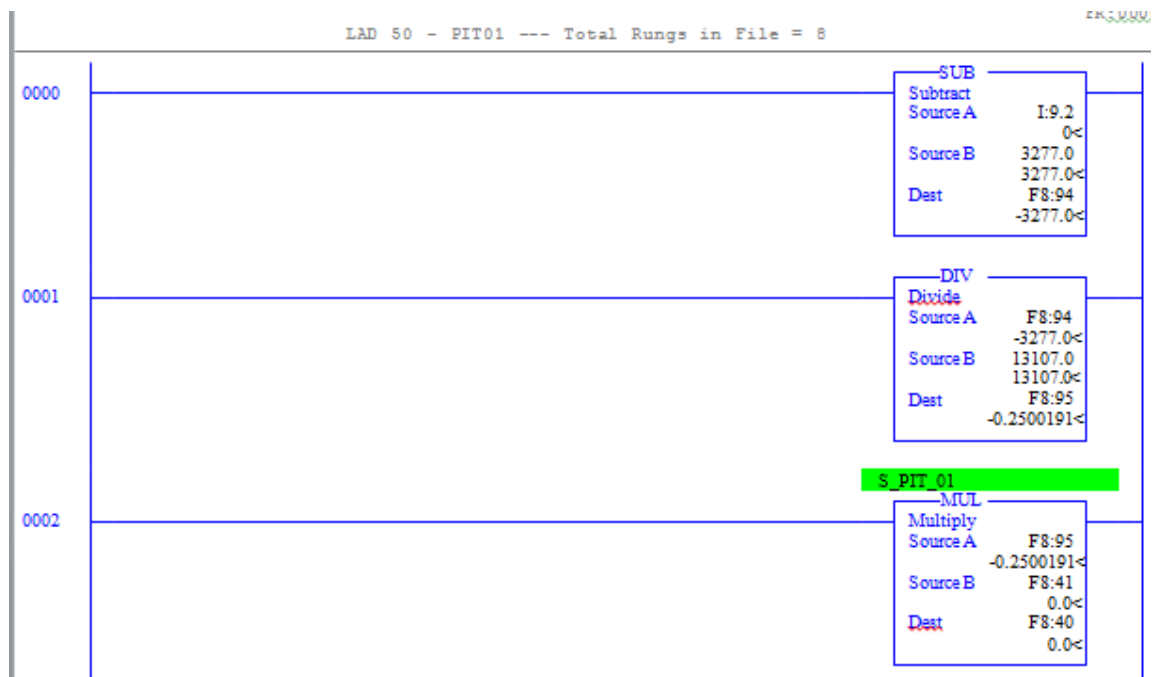 LAD 50 - PIT01 --- Total Rungs in File = 8
0000
SUB
Subtract
Source A I:9.2
0<
Source B 3277.0
3277.0<
Dest F8:94
-3277.0<
0001
DIV
Divide
Source A F8:94
-3277.0<
Source B 13107.0
13107.0<
Dest F8:95
-0.2500191<
S_PIT_01
0002
MUL
Multiply
Source A F8:95
-0.2500191<
Source B F8:41
0.0<
Dest F8:40
0.0<